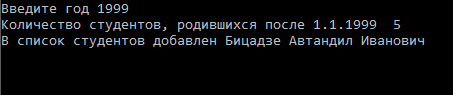 Введите год 1999
Количество студентов, родившихся после 1.1.1999  5
В список студентов добавлен Бицадзе Автандил Иванович